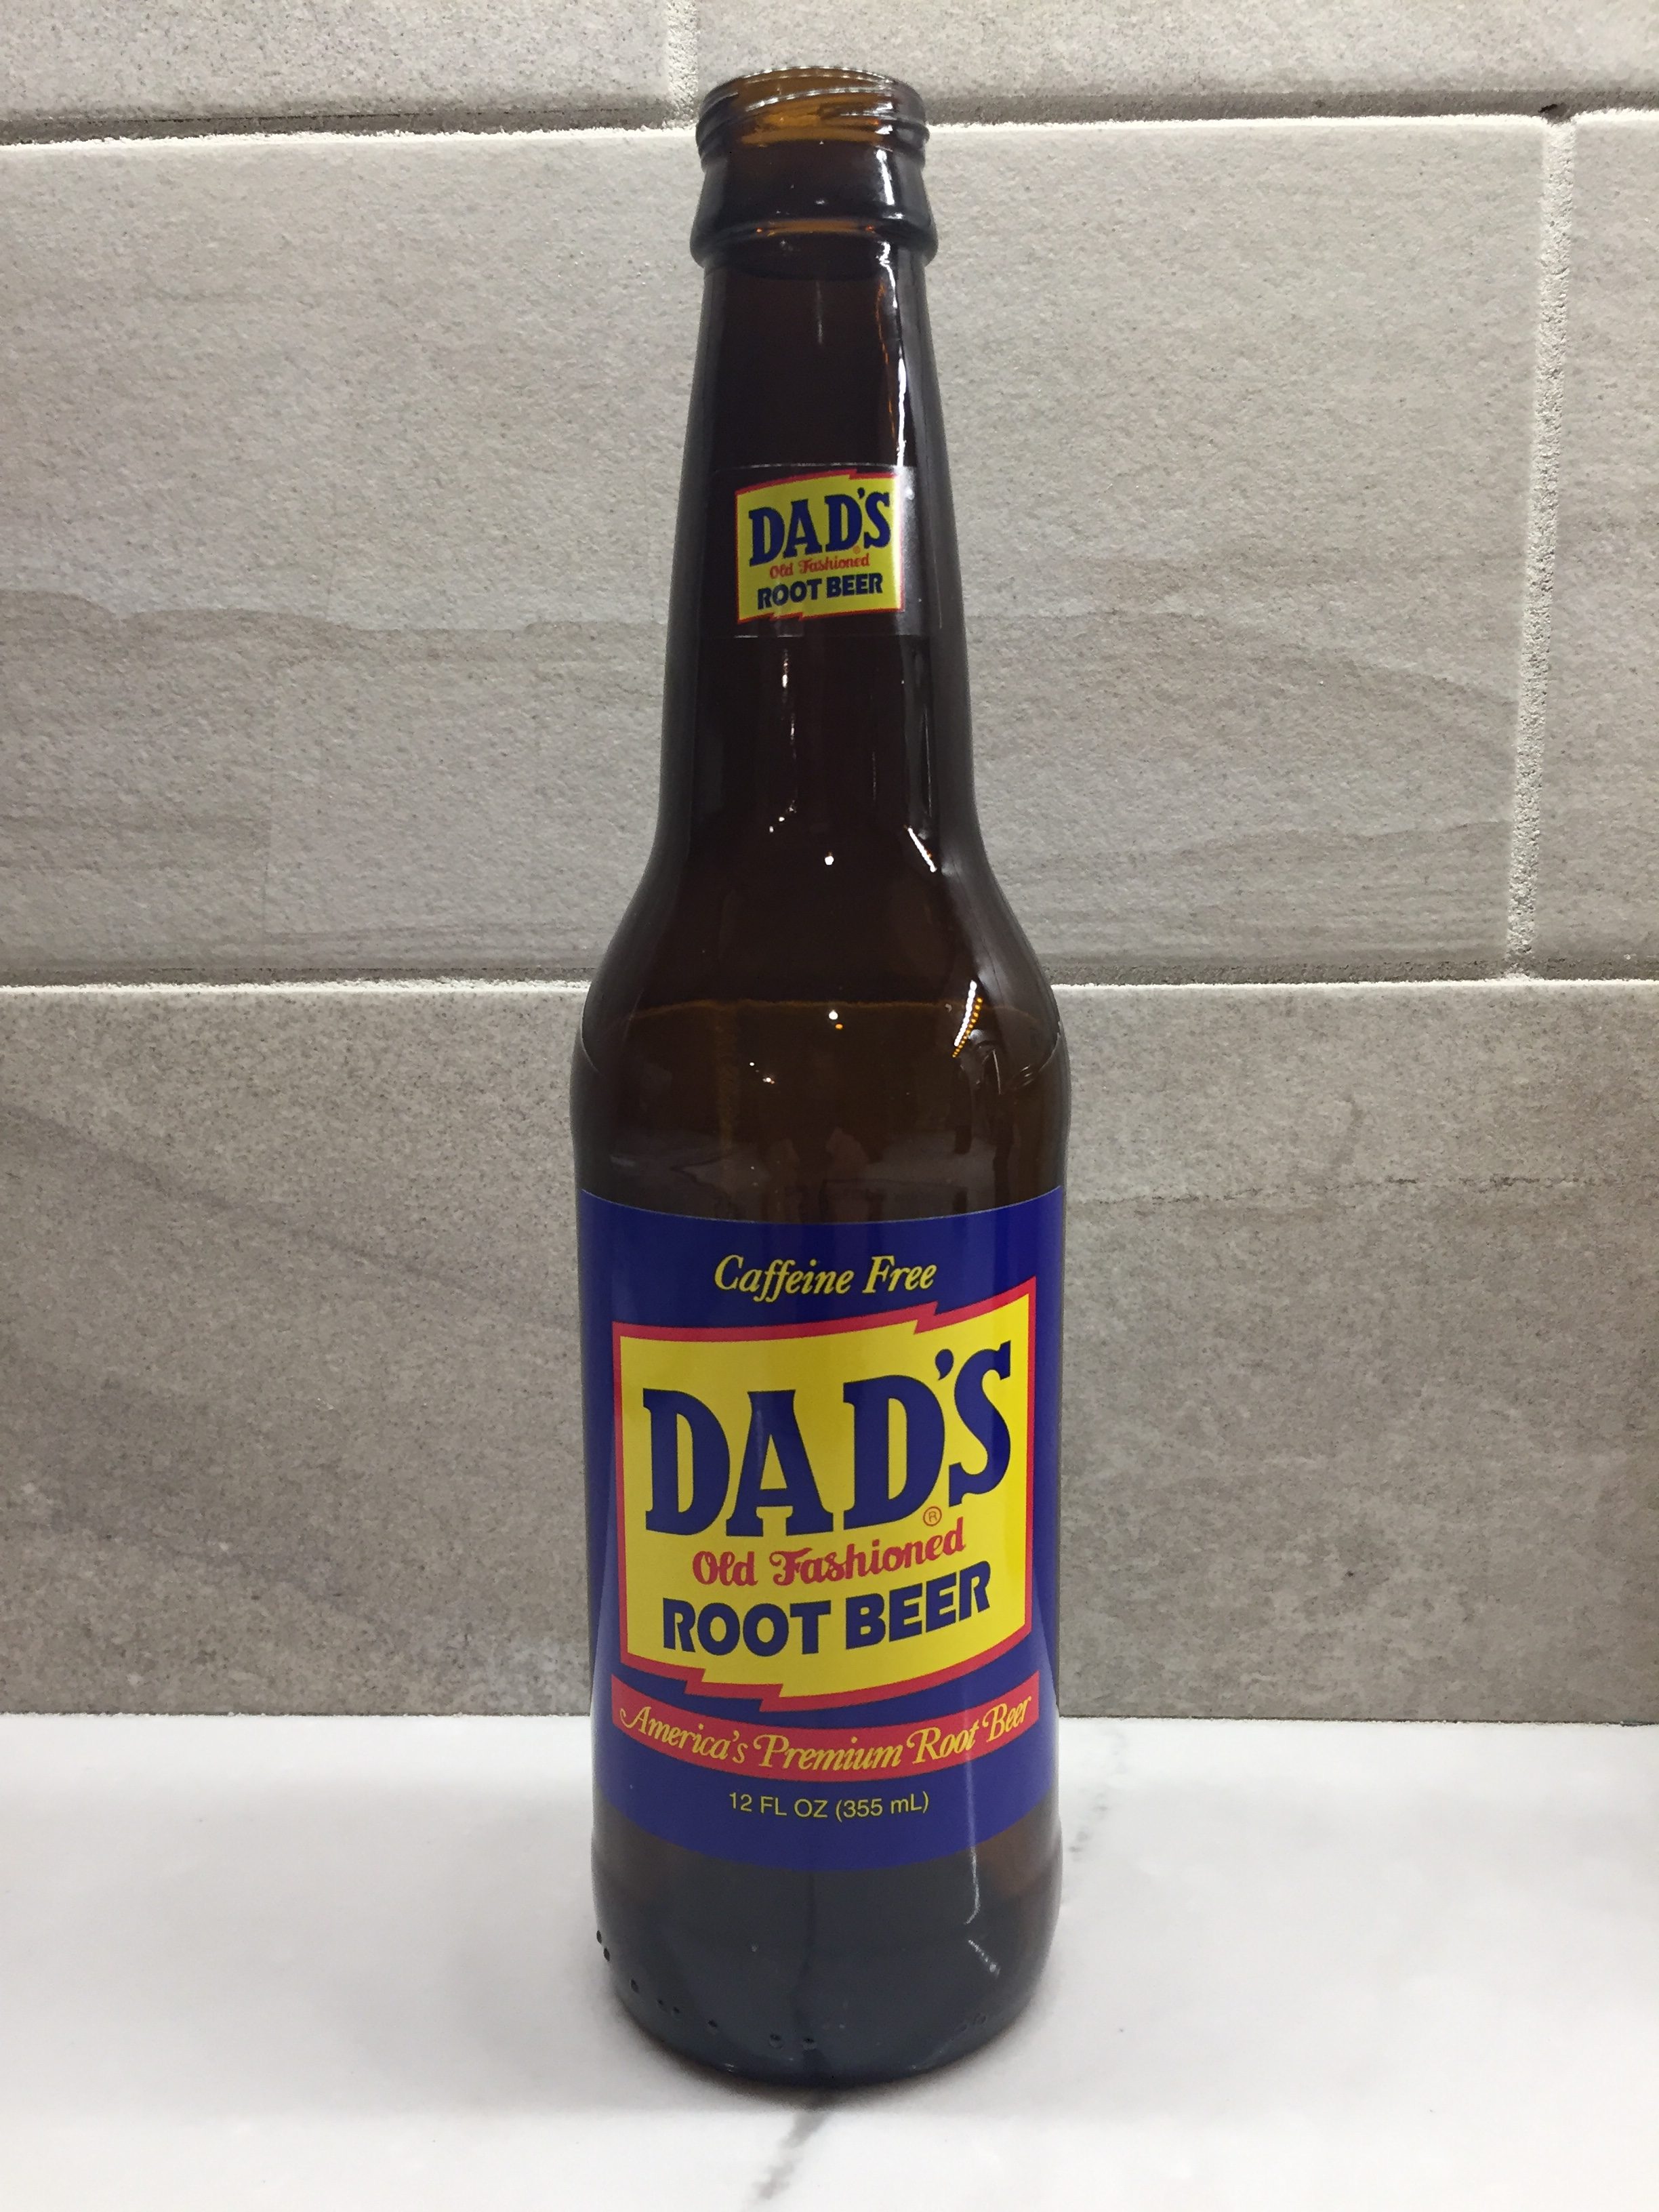 DAD'S
Old Fashioned
ROOT BEER
Caffeine Free
DAD'S
®
Old Fashioned
ROOT BEER
America's Premium Root Beer
12 FL OZ (355 mL)